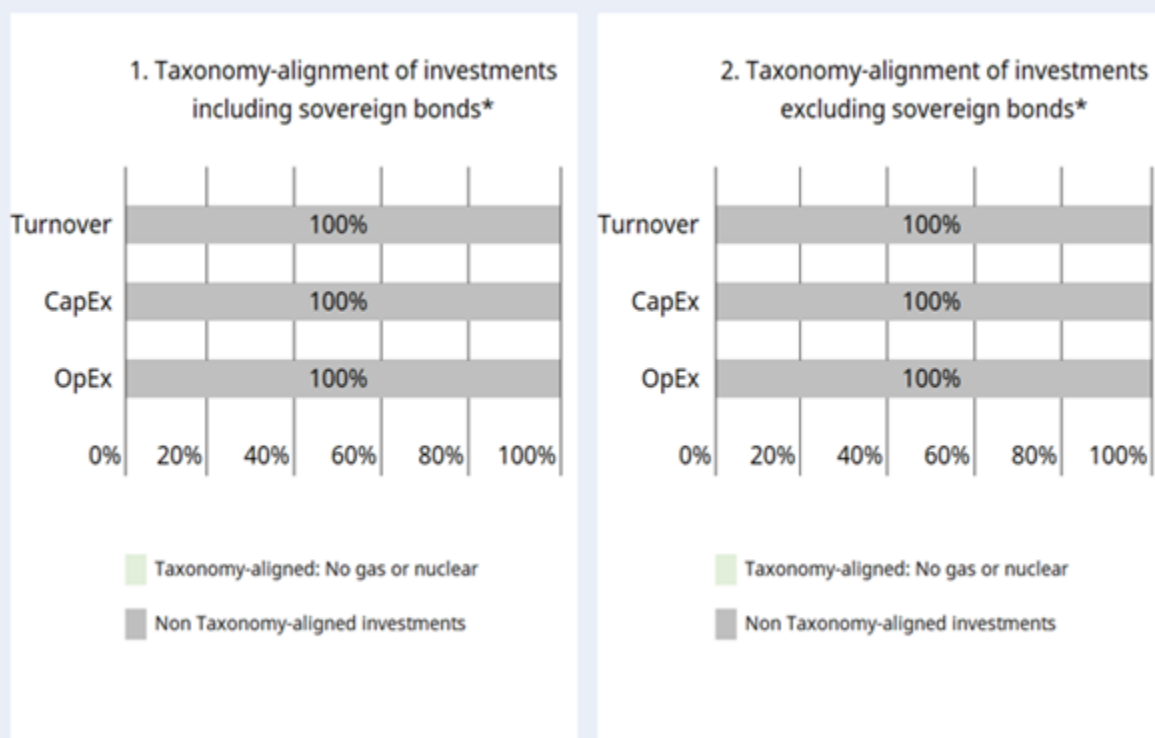 1. Taxonomy-alignment of investments
including sovereign bonds*
Turnover 100%
CapEx 100%
OpEx 100%
0% 20% 40% 60% 80% 100%
Taxonomy-aligned: No gas or nuclear
Non Taxonomy-aligned investments
2. Taxonomy-alignment of investments
excluding sovereign bonds*
Turnover 100%
CapEx 100%
OpEx 100%
0% 20% 40% 60% 80% 100%
Taxonomy-aligned: No gas or nuclear
Non Taxonomy-aligned investments